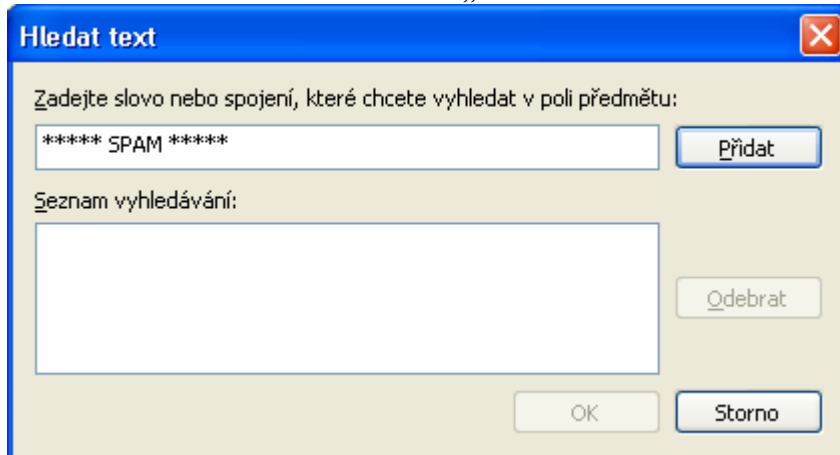 Hledat text
Zadejte slovo nebo spojení, které chcete vyhledat v poli předmětu:
***** SPAM *****
Přidat
Seznam vyhledávání:
Odebrat
OK
Storno